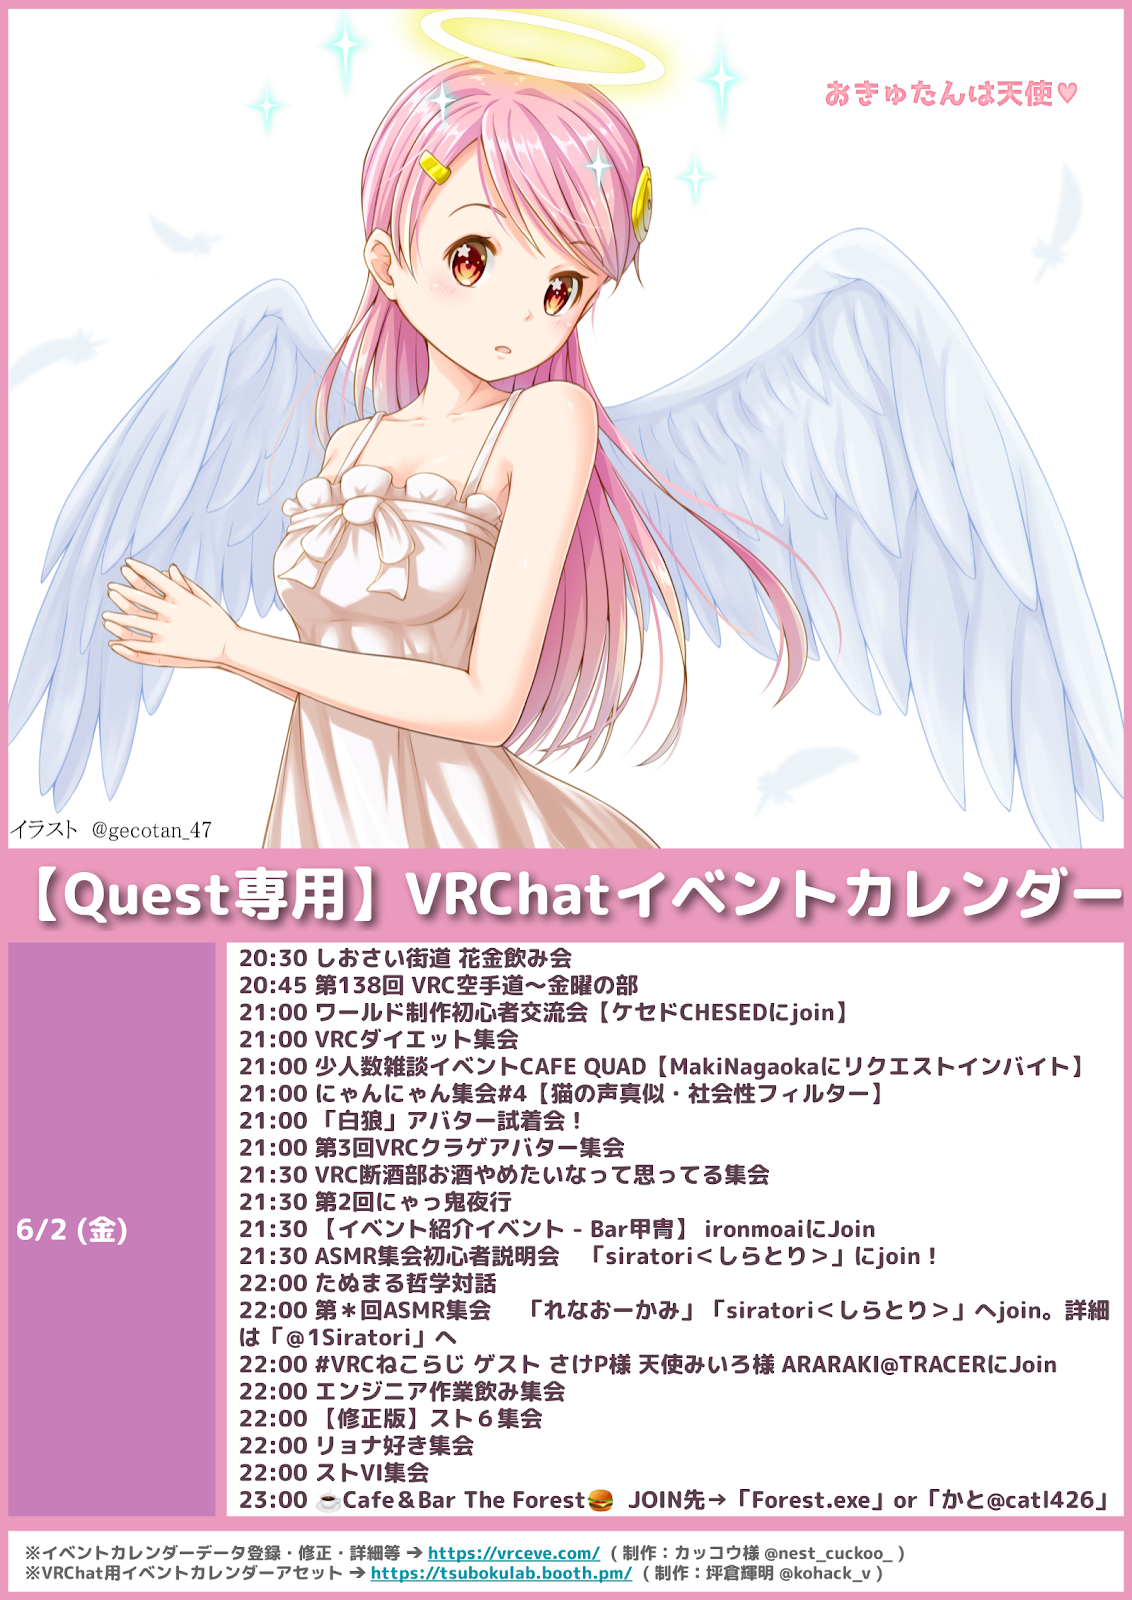 おきゅたんは天使♥
イラスト @gecotan_47
【Quest専用】VRChatイベントカレンダー
6/2 (金)
20:30 しおさい街道 花金飲み会
20:45 第138回 VRC空手道～金曜の部
21:00 ワールド制作初心者交流会【ケセドCHESEDにjoin】
21:00 VRCダイエット集会
21:00 少人数雑談イベントCAFE QUAD【MakiNagaokaにリクエストインバイト】
21:00 にゃんにゃん集会#4【猫の声真似・社会性フィルター】
21:00 「白狼」アバター試着会！
21:00 第3回VRCクラゲアバター集会
21:30 VRC断酒部お酒やめたいなって思ってる集会
21:30 第2回にゃっ鬼夜行
21:30 【イベント紹介イベント - Bar甲冑】 ironmoaiにJoin
21:30 ASMR集会初心者説明会　「siratori＜しらとり＞」にjoin！
22:00 たぬまる哲学対話
22:00 第＊回ASMR集会　「れなおーかみ」「siratori＜しらとり＞」へjoin。詳細
は「@1Siratori」へ
22:00 #VRCねこらじ ゲスト さけP様 天使みいろ様 ARARAKI@TRACERにJoin
22:00 エンジニア作業飲み集会
22:00 【修正版】スト６集会
22:00 リョナ好き集会
22:00 ストVI集会
23:00 ☕Cafe＆Bar The Forest🍔 JOIN先→「Forest.exe」or「かと@catl426」
※イベントカレンダーデータ登録・修正・詳細等 ➔ https://vrceve.com/ （制作：カッコウ様 @nest_cuckoo_ ）
※VRChat用イベントカレンダーアセット ➔ https://tsubokulab.booth.pm/ （制作：坪倉輝明 @kohack_v ）